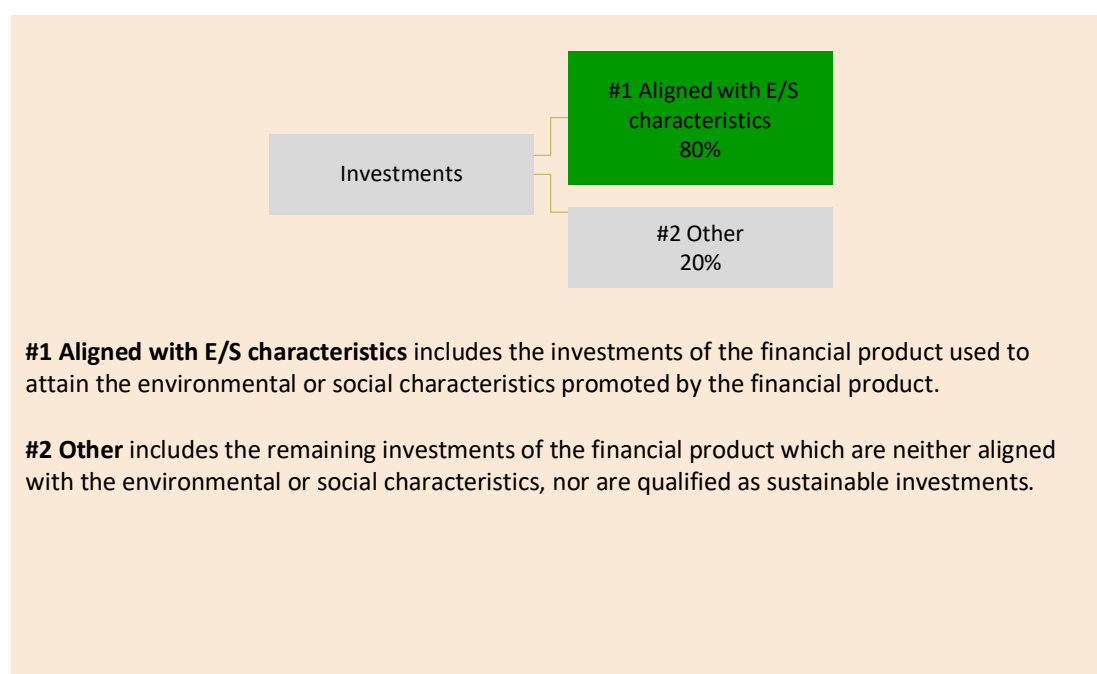 #1 Aligned with E/S
characteristics
80%
Investments
#2 Other
20%
#1 Aligned with E/S characteristics includes the investments of the financial product used to
attain the environmental or social characteristics promoted by the financial product.
#2 Other includes the remaining investments of the financial product which are neither aligned
with the environmental or social characteristics, nor are qualified as sustainable investments.